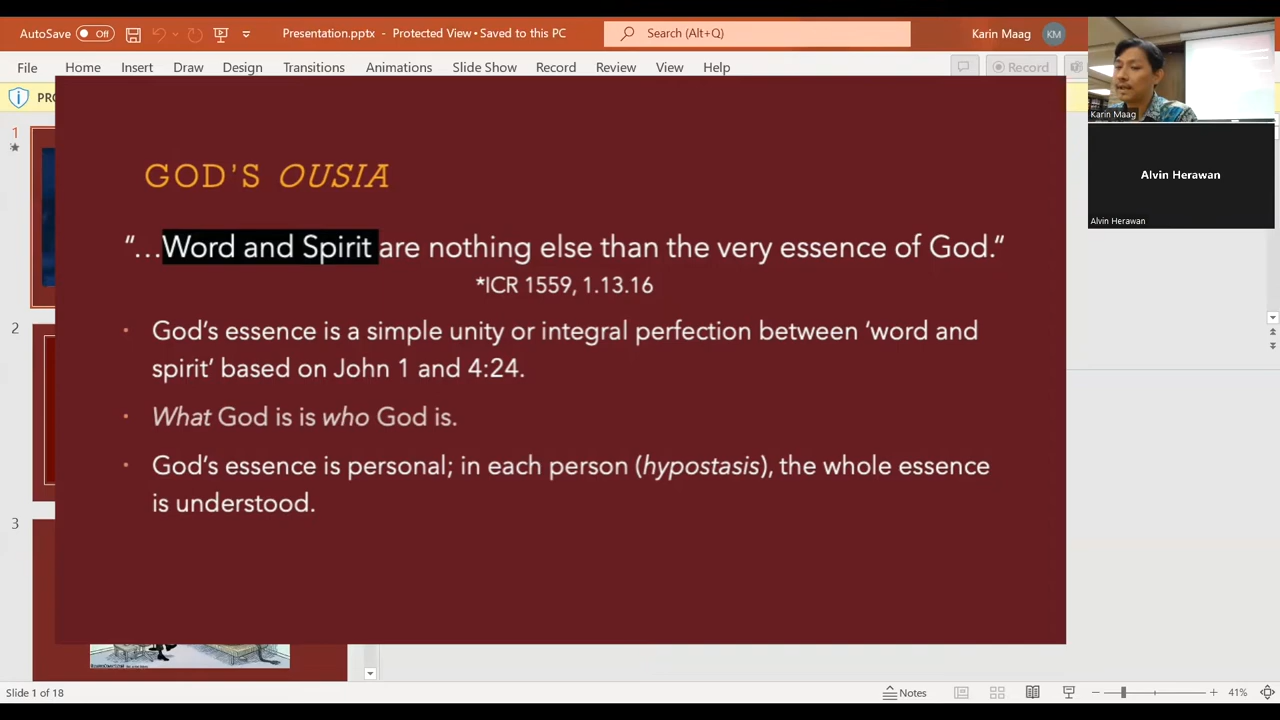 AutoSave Off Presentation.pptx - Protected View • Saved to this PC Search (Alt+Q) Karin Maag KM
File Home Insert Draw Design Transitions Animations Slide Show Record Review View Help Record
PRO
1
2
3
GOD'S OUSIA
“…Word and Spirit are nothing else than the very essence of God.“
*ICR 1559, 1.13.16
• God's essence is a simple unity or integral perfection between ‘word and
spirit’ based on John 1 and 4:24.
• What God is is who God is.
• God's essence is personal; in each person (hypostasis), the whole essence
is understood.
Karin Maag
Alvin Herawan
Alvin Herawan
Slide 1 of 18 Notes 41%